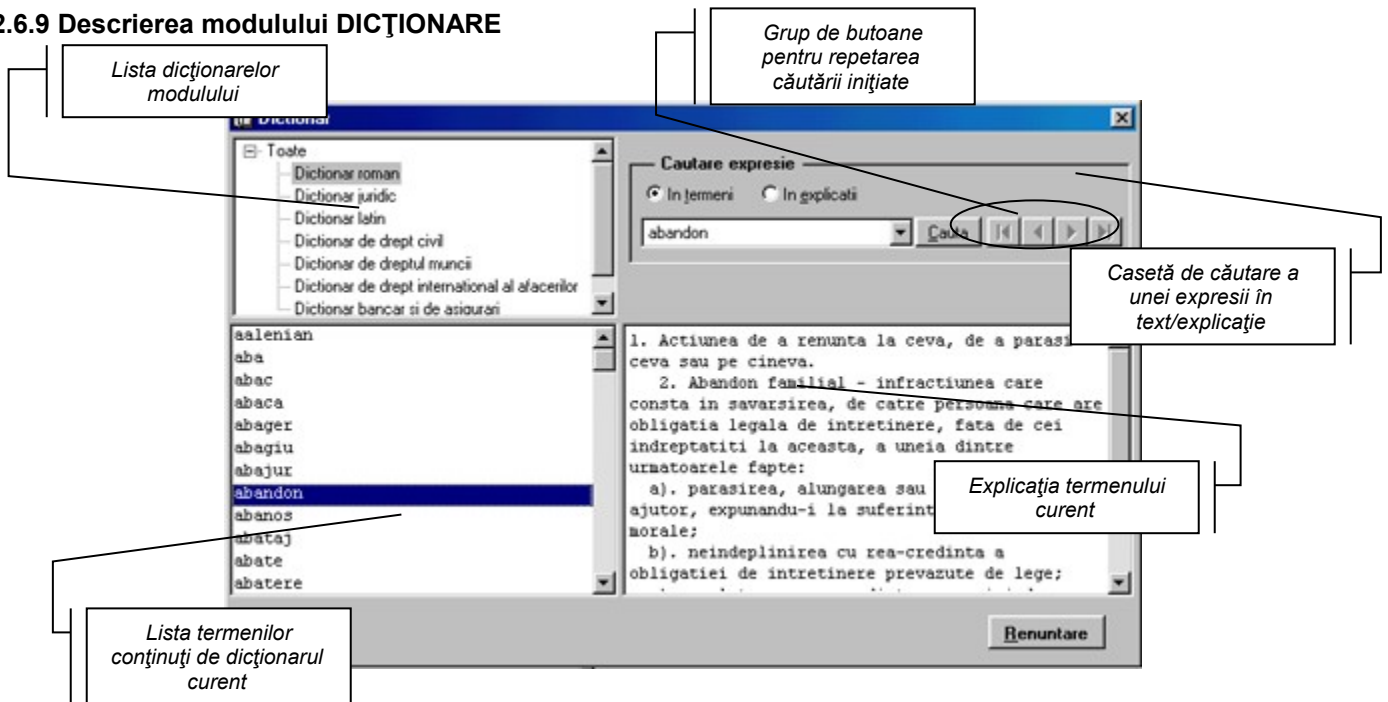 2.6.9 Descrierea modulului DICŢIONARE
Lista dicţionarelor
modulului
Grup de butoane
pentru repetarea
căutării iniţiate
Dictionar
Toate
Dictionar roman
Dictionar juridic
Dictionar latin
Dictionar de drept civil
Dictionar de dreptul muncii
Dictionar de drept international al afacerilor
Dictionar bancar si de asigurari
Cautare expresie
In termeni In explicatii
abandon Cauta
Casetă de căutare a
unei expresii în
text/explicaţie
aalenian
aba
abac
abaca
abager
abagiu
abajur
abandon
abanos
abataj
abate
abatere
1. Actiunea de a renunta la ceva, de a
ceva sau pe cineva.
2. Abandon familial - infractiunea care
consta in savarsirea, de catre persoana care are
obligatia legala de intretinere, fata de cei
indreptatiti la aceasta, a uneia dintre
urmatoarele fapte:
a). parasirea, alungarea sau
ajutor, expunandu-i la
morale;
b). neindeplinirea cu rea-credinta a
obligatiei de intretinere prevazute de lege;
Explicaţia termenului
curent
Renuntare
Lista termenilor
conţinuţi de dicţionarul
curent